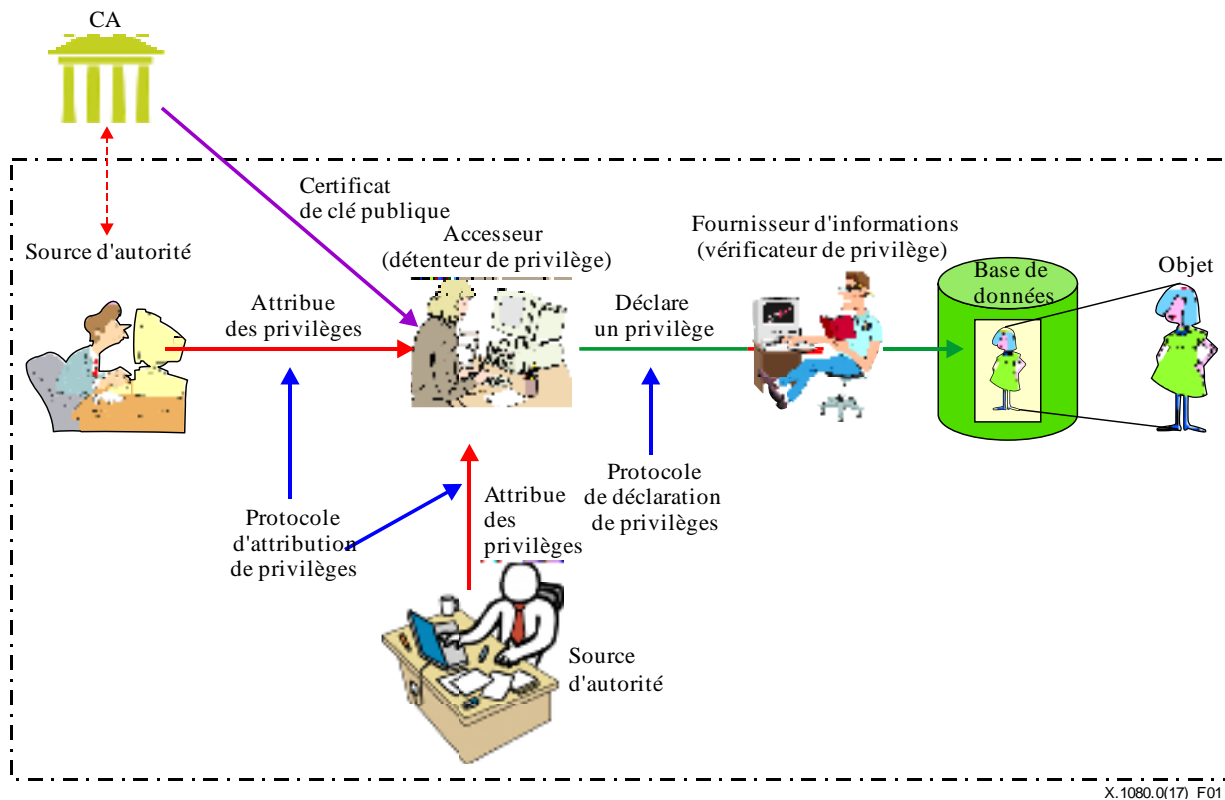 CA
Certificat
de clé publique
Source d'autorité
Accesseur
(détenteur de privilège)
Fournisseur d'informations
(vérificateur de privilège)
Base de
données
Objet
Attribue
des privilèges
Déclare
un privilège
Protocole
d'attribution
de privilèges
Attribue
des
privilèges
Protocole
de déclaration
de privilèges
Source
d'autorité
X.1080.0(17)_F01